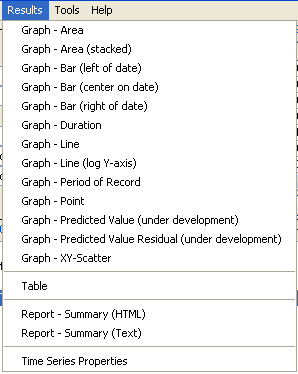 Results Tools Help
Graph - Area
Graph - Area (stacked)
Graph - Bar (left of date)
Graph - Bar (center on date)
Graph - Bar (right of date)
Graph - Duration
Graph - Line
Graph - Line (log Y-axis)
Graph - Period of Record
Graph - Point
Graph - Predicted Value (under development)
Graph - Predicted Value Residual (under development)
Graph - XY-Scatter
Table
Report - Summary (HTML)
Report - Summary (Text)
Time Series Properties